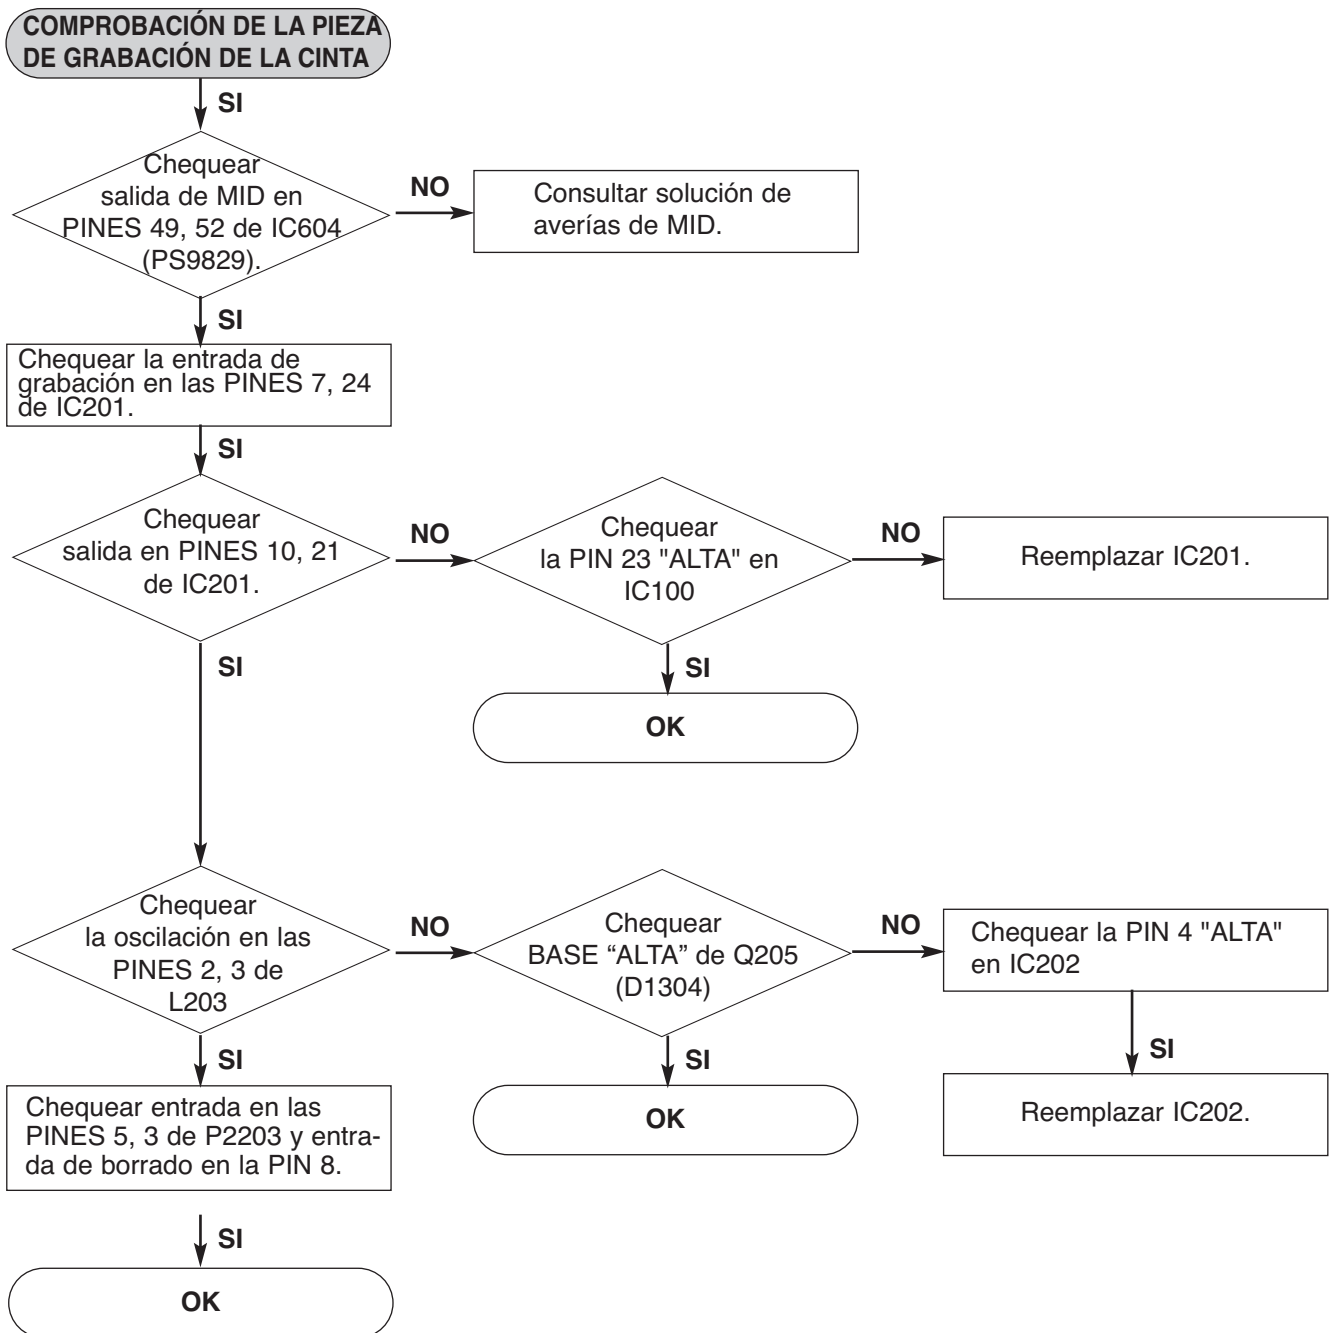 COMPROBACIÓN DE LA PIEZA
DE GRABACIÓN DE LA CINTA
SI
Chequear
salida de MID en
PINES 49, 52 de IC604
(PS9829).
NO
Consultar solución de
averías de MID.
SI
Chequear la entrada de
grabación en las PINES 7, 24
de IC201.
SI
Chequear
salida en PINES 10, 21
de IC201.
NO
Chequear
la PIN 23 "ALTA" en
IC100
NO
Reemplazar IC201.
SI
OK
SI
Chequear
la oscilación en las
PINES 2, 3 de
L203
NO
Chequear
BASE “ALTA” de Q205
(D1304)
NO
Chequear la PIN 4 "ALTA"
en IC202
SI
Reemplazar IC202.
SI
OK
SI
Chequear entrada en las
PINES 5, 3 de P2203 y entra-
da de borrado en la PIN 8.
SI
OK